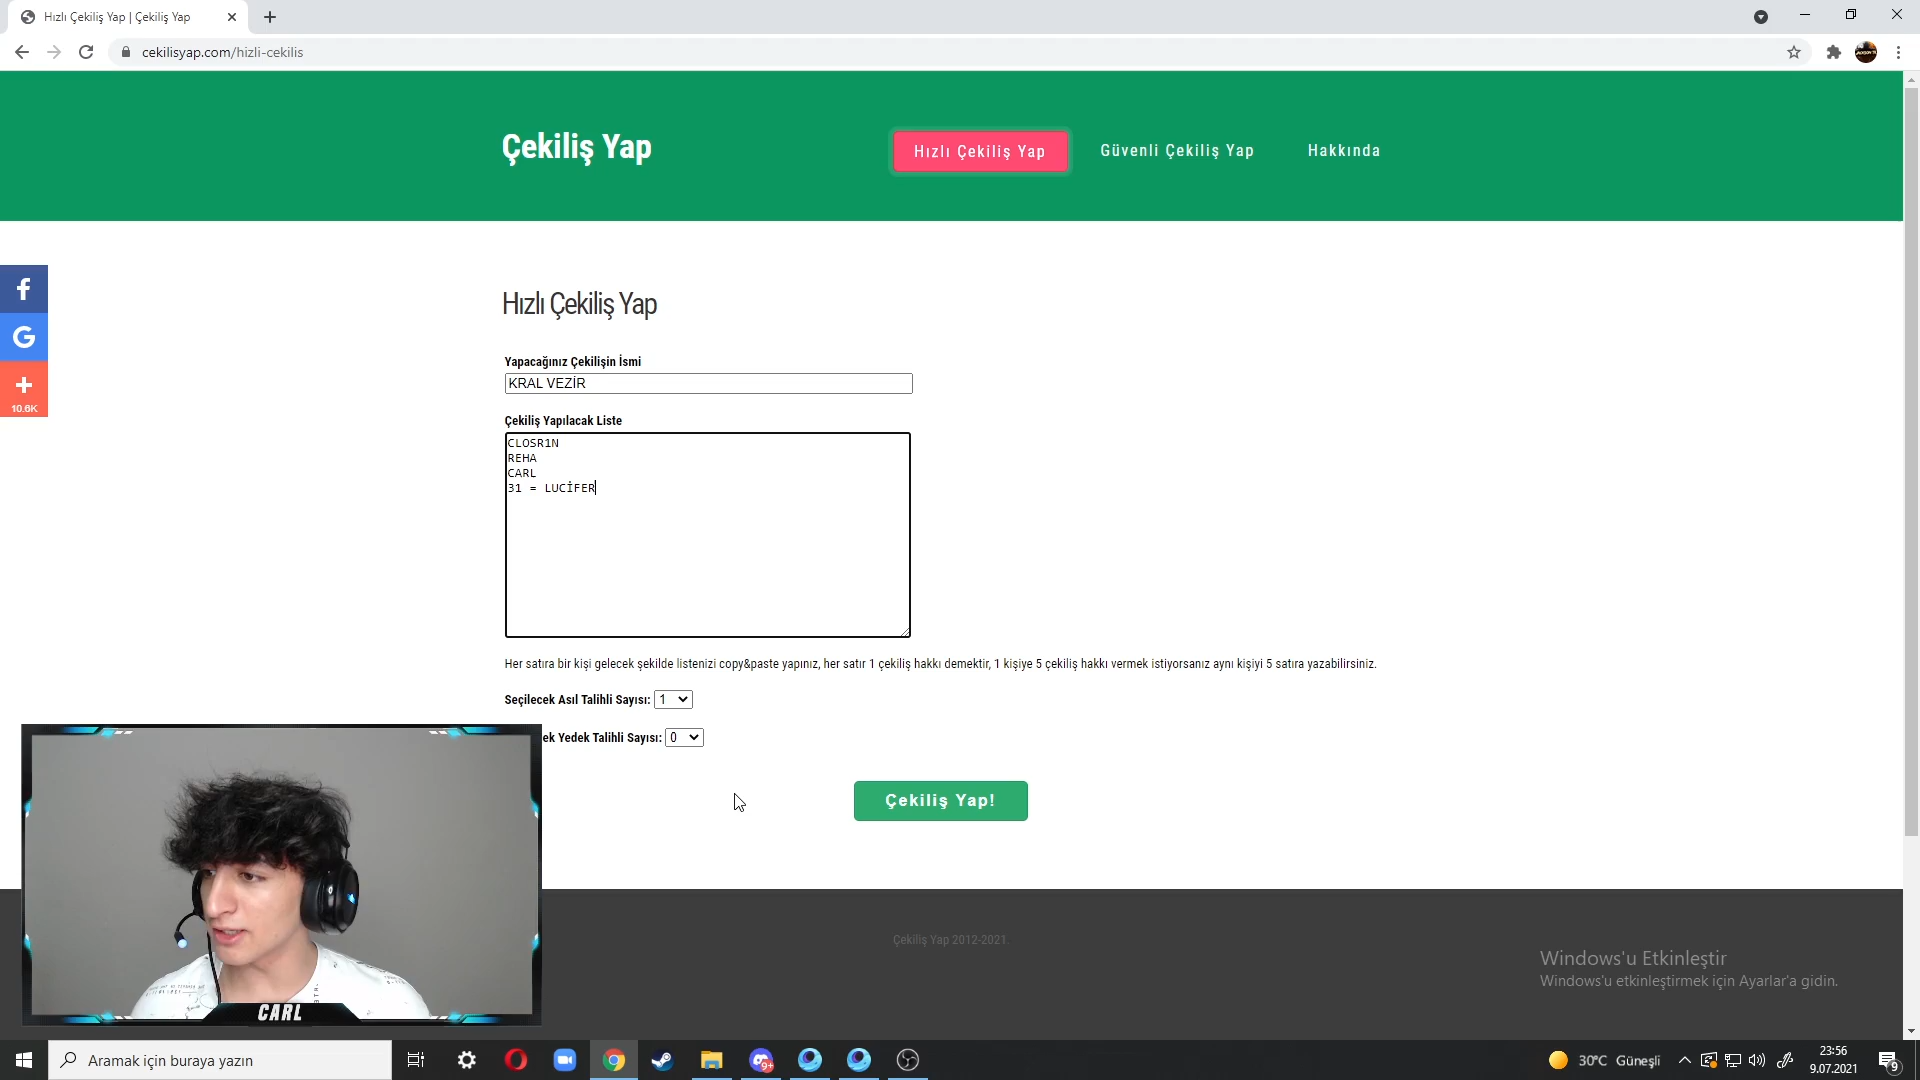 Hızlı Çekiliş Yap | Çekiliş Yap
cekilisyap.com/hizli-cekilis
Çekiliş Yap
Hızlı Çekiliş Yap
Güvenli Çekiliş Yap
Hakkında
10.6K
Hızlı Çekiliş Yap
Yapacağınız Çekilişin İsmi
KRAL VEZİR
Çekiliş Yapılacak Liste
CLOSR1N
REHA
CARL
31 = LUCİFER
Her satıra bir kişi gelecek şekilde listenizi copy&paste yapınız, her satır 1 çekiliş hakkı demektir, 1 kişiye 5 çekiliş hakkı vermek istiyorsanız aynı kişiyi 5 satıra yazabilirsiniz.
Seçilecek Asıl Talihli Sayısı: 1
ek Yedek Talihli Sayısı: 0
Çekiliş Yap!
Çekiliş Yap 2012-2021.
Windows'u Etkinleştir
Windows'u etkinleştirmek için Ayarlar'a gidin.
CARL
Aramak için buraya yazın
9+
30°C Güneşli
23:56
9.07.2021
9